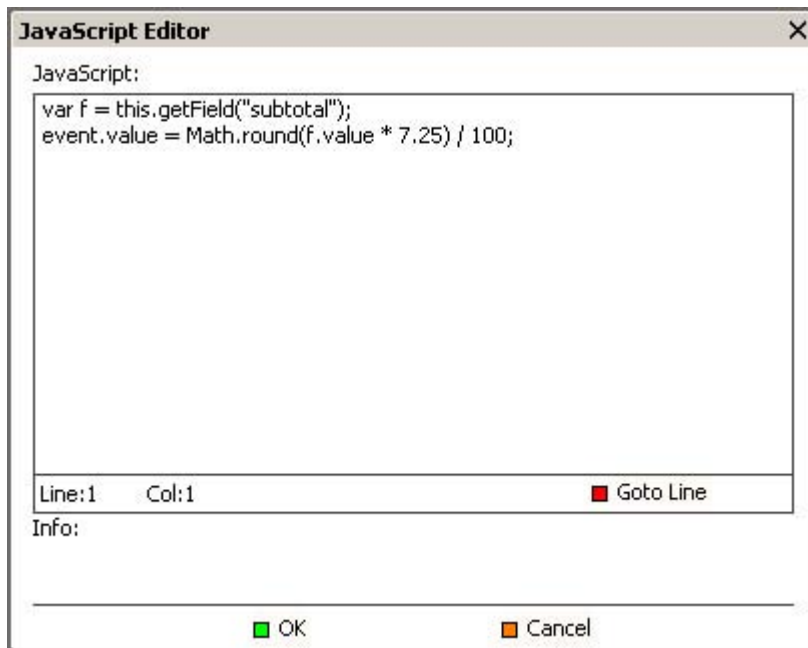 JavaScript Editor
JavaScript:
var f = this.getField("subtotal");
event.value = Math.round(f.value * 7.25) / 100;
Line:1 Col:1 Goto Line
Info:
OK Cancel